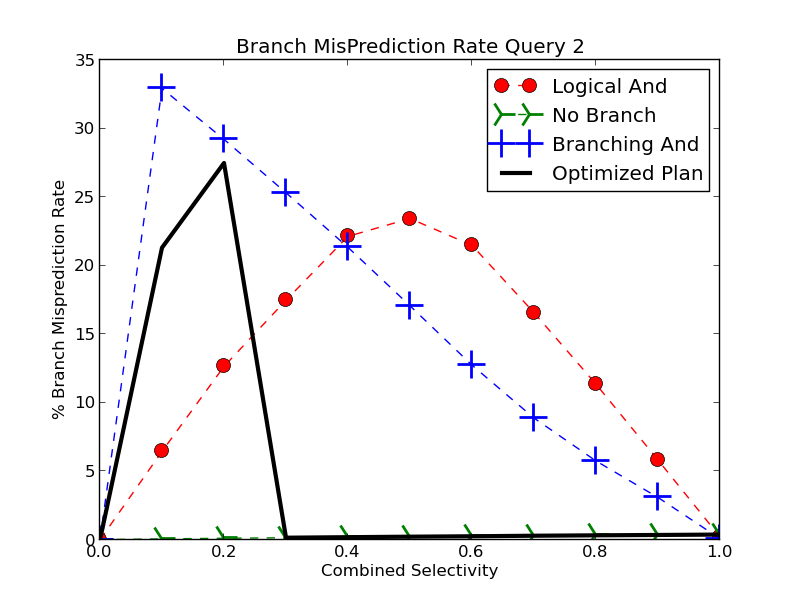 Branch MisPrediction Rate Query 2
% Branch Misprediction Rate
35
30
25
20
15
10
5
0
Logical And
No Branch
Branching And
Optimized Plan
0.0 0.2 0.4 0.6 0.8 1.0
Combined Selectivity